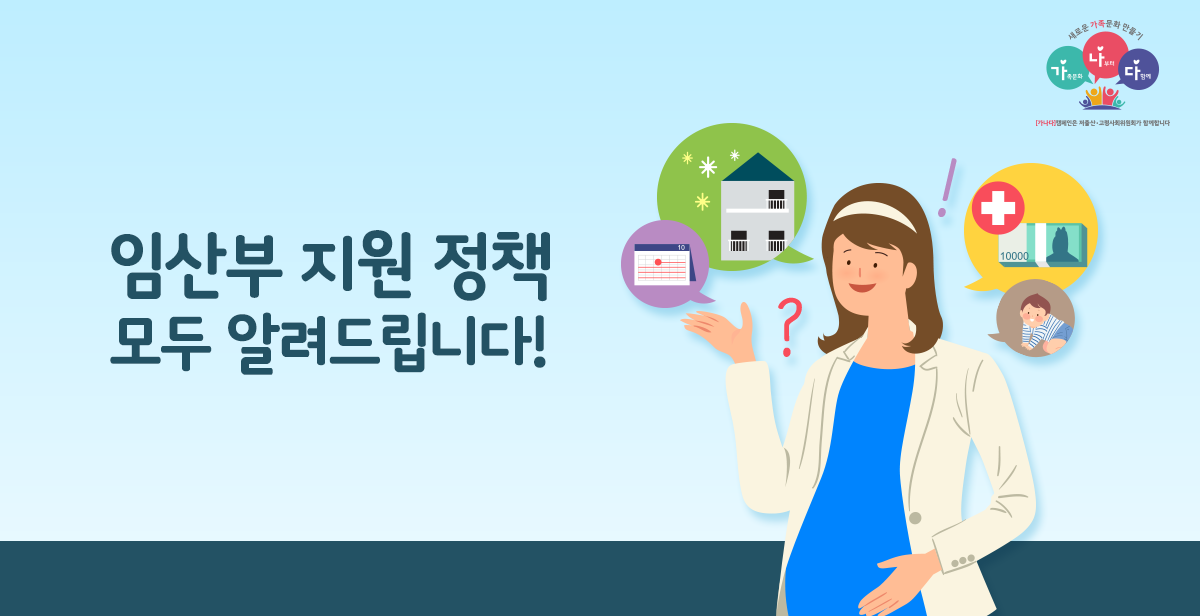 새로운 가족문화 만들기
가족문화
나부터
다함께
[가나다]캠페인은 저출산·고령사회위원회가 함께합니다
임산부 지원 정책
모두 알려드립니다!
10
10000